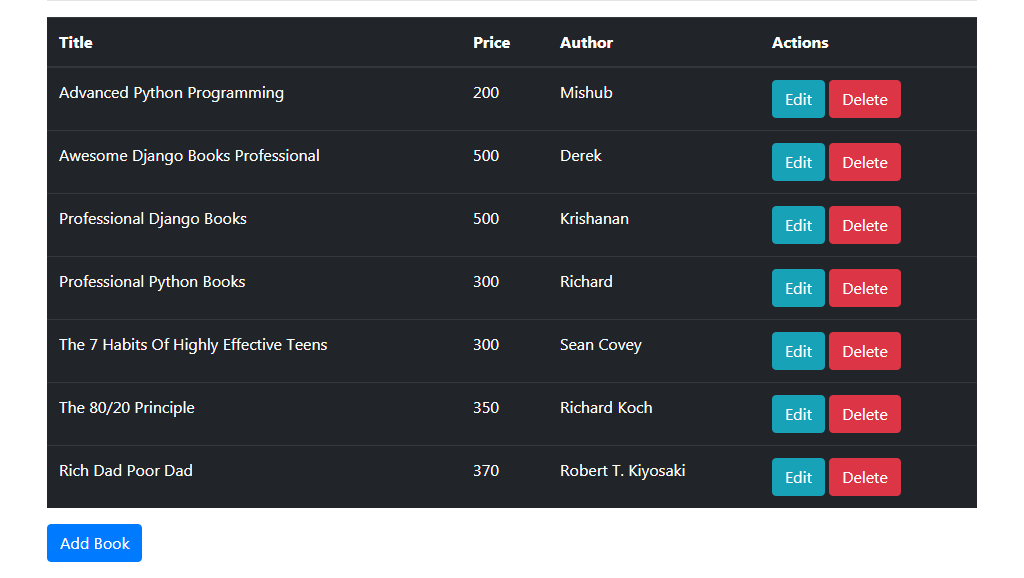 Title Price Author Actions
Advanced Python Programming 200 Mishub Edit Delete
Awesome Django Books Professional 500 Derek Edit Delete
Professional Django Books 500 Krishanan Edit Delete
Professional Python Books 300 Richard Edit Delete
The 7 Habits Of Highly Effective Teens 300 Sean Covey Edit Delete
The 80/20 Principle 350 Richard Koch Edit Delete
Rich Dad Poor Dad 370 Robert T. Kiyosaki Edit Delete
Add Book